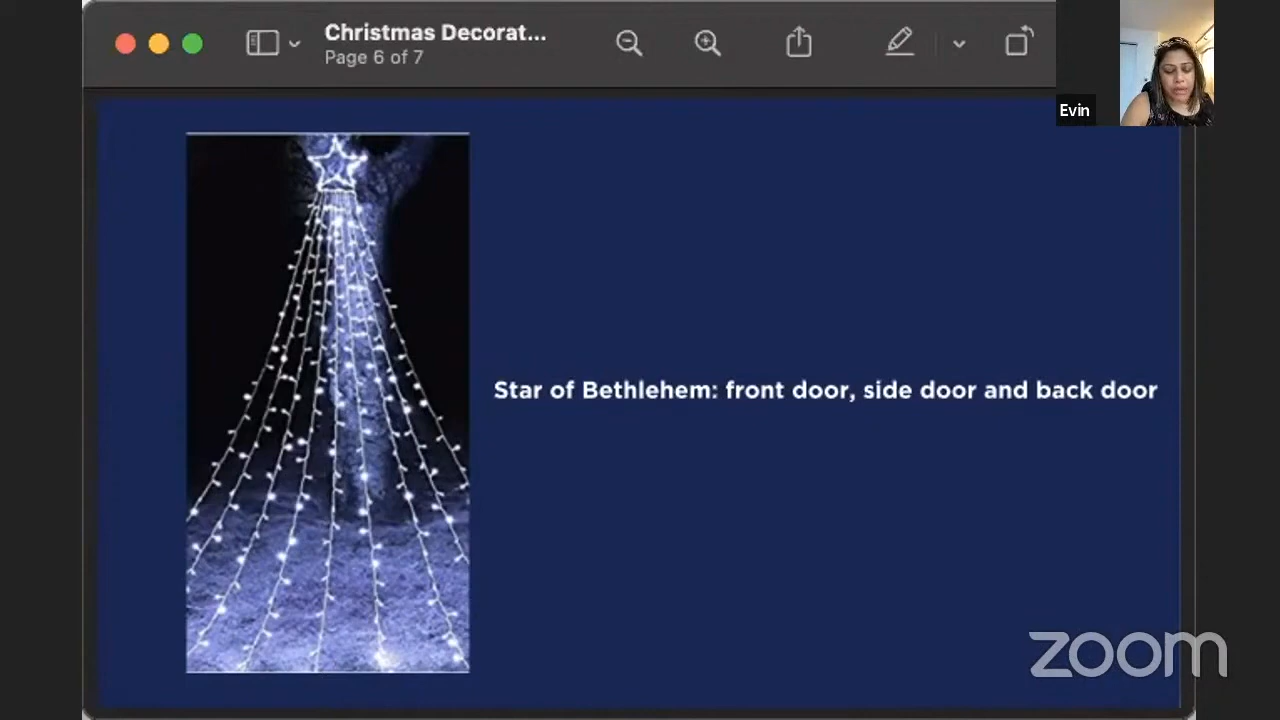 Christmas Decorat...
Page 6 of 7
Evin
Star of Bethlehem: front door, side door and back door
zoom